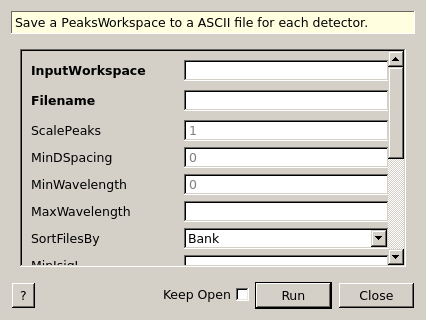 Save a PeaksWorkspace to a ASCII file for each detector.
InputWorkspace
Filename
ScalePeaks 1
MinDSpacing 0
MinWavelength 0
MaxWavelength
SortFilesBy Bank
MinIsigI
? Keep Open Run Close